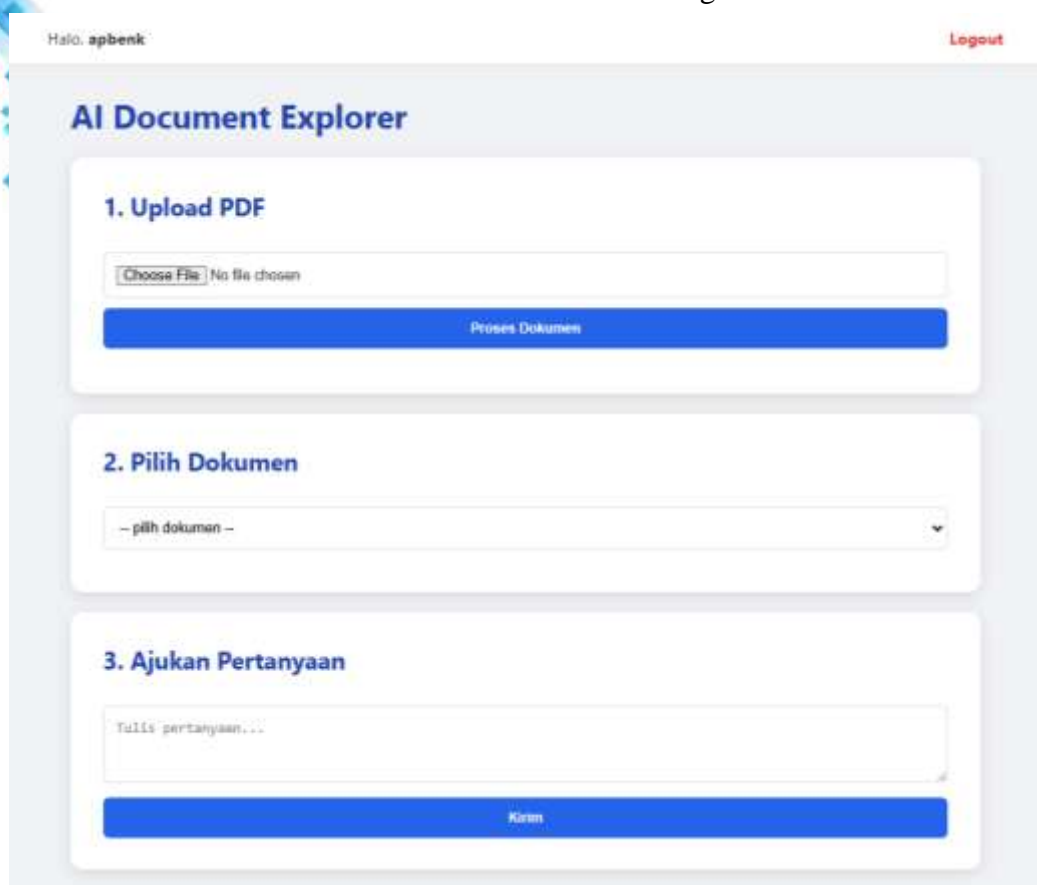 Halo, apbenk
Logout
AI Document Explorer
1. Upload PDF
Choose File No file chosen
Proses Dokumen
2. Pilih Dokumen
-- pilih dokumen --
3. Ajukan Pertanyaan
Tulis pertanyaan...
Kirim